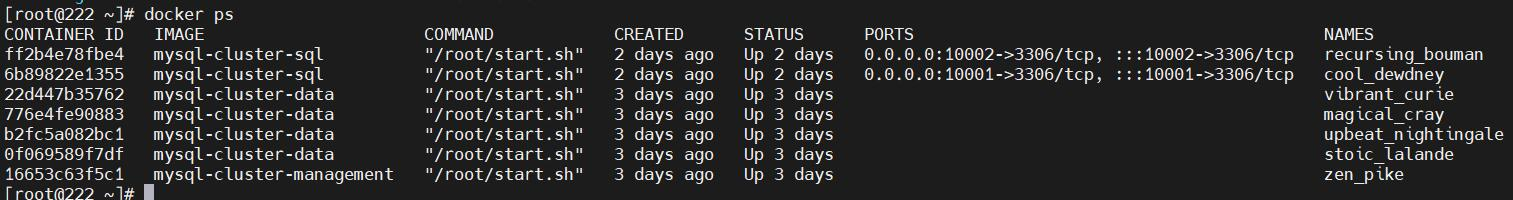 [root@222 ~]# docker ps
CONTAINER ID   IMAGE                      COMMAND            CREATED      STATUS      PORTS                                         NAMES
ff2b4e78fbe4   mysql-cluster-sql          "/root/start.sh"   2 days ago   Up 2 days   0.0.0.0:10002->3306/tcp, :::10002->3306/tcp   recursing_bouman
6b89822e1355   mysql-cluster-sql          "/root/start.sh"   2 days ago   Up 2 days   0.0.0.0:10001->3306/tcp, :::10001->3306/tcp   cool_dewdney
22d447b35762   mysql-cluster-data         "/root/start.sh"   3 days ago   Up 3 days                                                 vibrant_curie
776e4fe90883   mysql-cluster-data         "/root/start.sh"   3 days ago   Up 3 days                                                 magical_cray
b2fc5a082bc1   mysql-cluster-data         "/root/start.sh"   3 days ago   Up 3 days                                                 upbeat_nightingale
0f069589f7df   mysql-cluster-data         "/root/start.sh"   3 days ago   Up 3 days                                                 stoic_lalande
16653c63f5c1   mysql-cluster-management   "/root/start.sh"   3 days ago   Up 3 days                                                 zen_pike
[root@222 ~]#